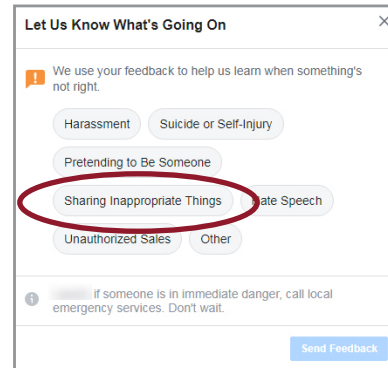 Let Us Know What's Going On
We use your feedback to help us learn when something's
not right.
Harassment Suicide or Self-Injury
Pretending to Be Someone
Sharing Inappropriate Things ate Speech
Unauthorized Sales Other
if someone is in immediate danger, call local
emergency services. Don't wait.
Send Feedback